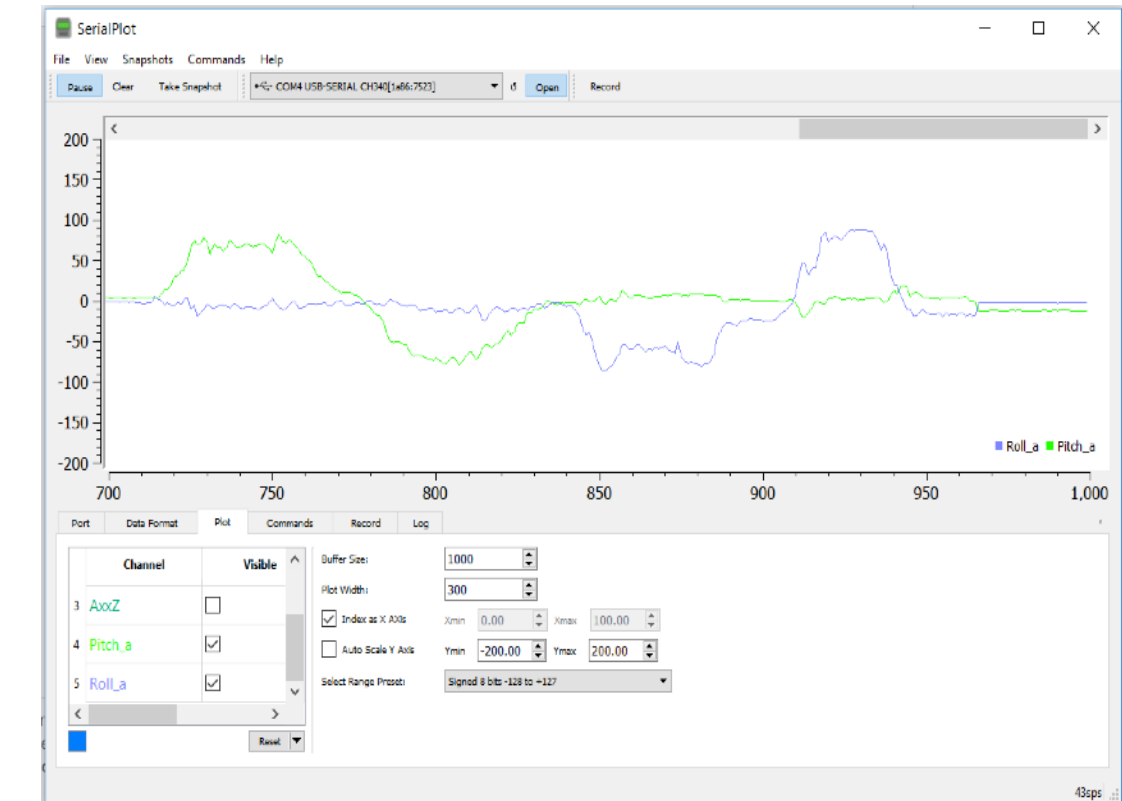 SerialPlot
File View Snapshots Commands Help
Pause Clear Take Snapshot COM4 USB-SERIAL CH340[1a86:7523] Open Record
200
150
100
50
0
-50
-100
-150
-200
Roll_a Pitch_a
700 750 800 850 900 950 1,000
Port Data Format Plot Commands Record Log
Channel Visible
3 AxxZ
4 Pitch_a
5 Roll_a
Reset
Buffer Size: 1000
Plot Width: 300
Index as X AXis Xmin 0.00 Xmax 100.00
Auto Scale Y Axis Ymin -200.00 Ymax 200.00
Select Range Preset: Signed 8 bits -128 to +127
43sps